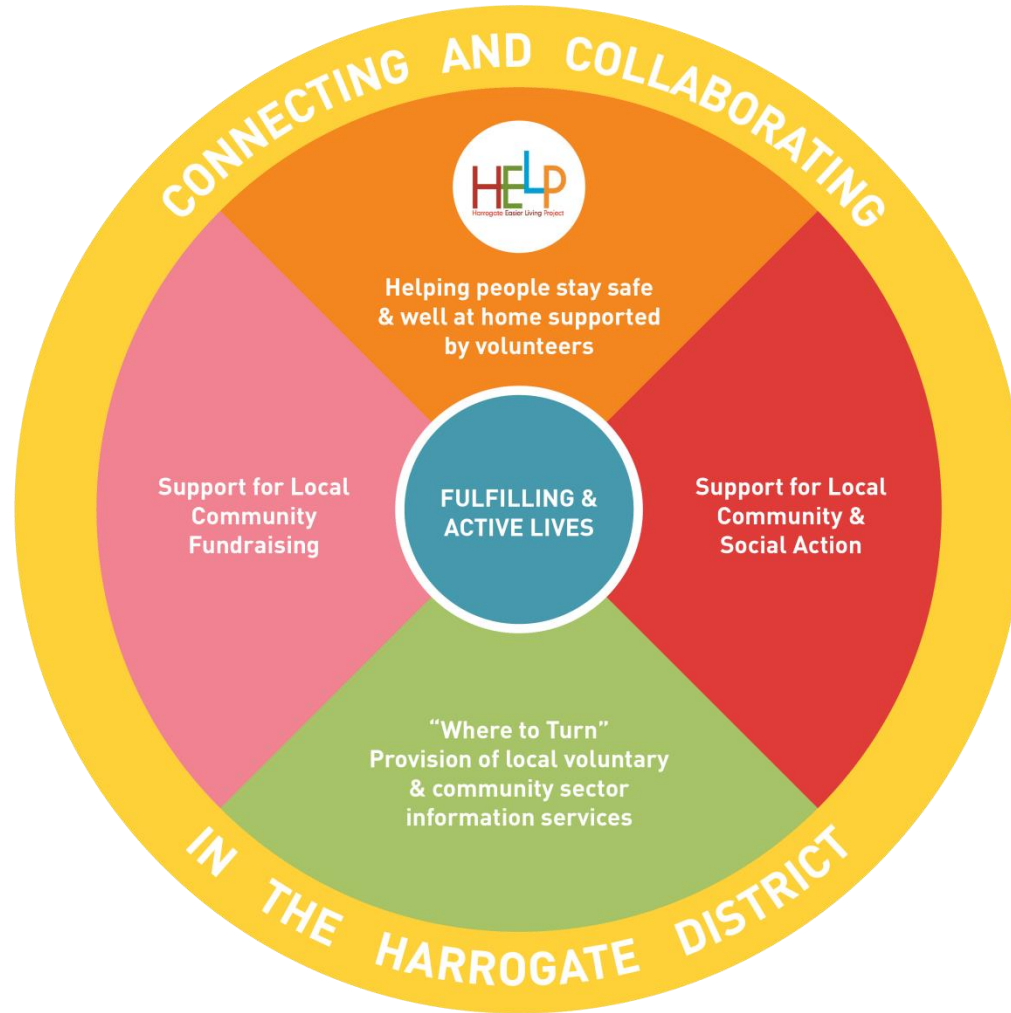 CONNECTING AND COLLABORATING
HELP
Harrogate Easier Living Project
Helping people stay safe
& well at home supported
by volunteers
Support for Local
Community
Fundraising
FULFILLING &
ACTIVE LIVES
Support for Local
Community &
Social Action
“Where to Turn”
Provision of local voluntary
& community sector
information services
IN THE HARROGATE DISTRICT